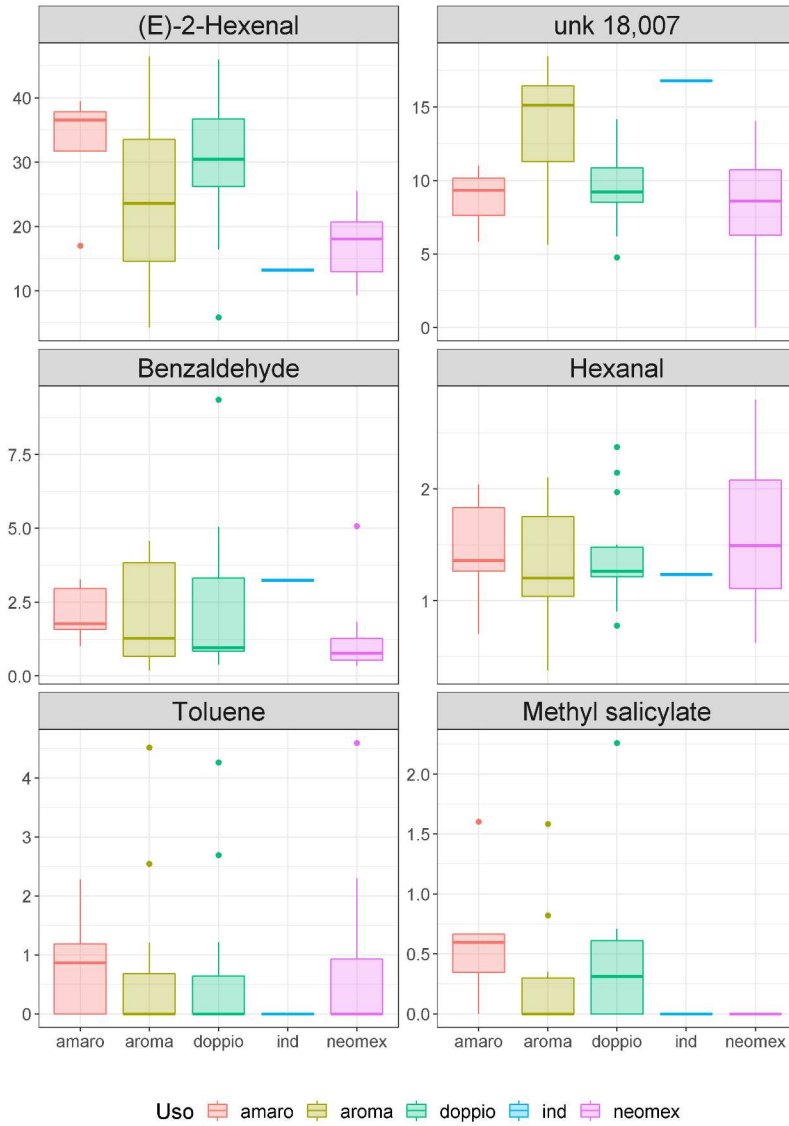 (E)-2-Hexenal
unk 18,007
40
30
20
10
15
10
5
0
Benzaldehyde
Hexanal
7.5
5.0
2.5
0.0
2
1
Toluene
Methyl salicylate
4
3
2
1
0
2.0
1.5
1.0
0.5
0.0
amaro aroma doppio ind neomex
amaro aroma doppio ind neomex
Uso amaro aroma doppio ind neomex